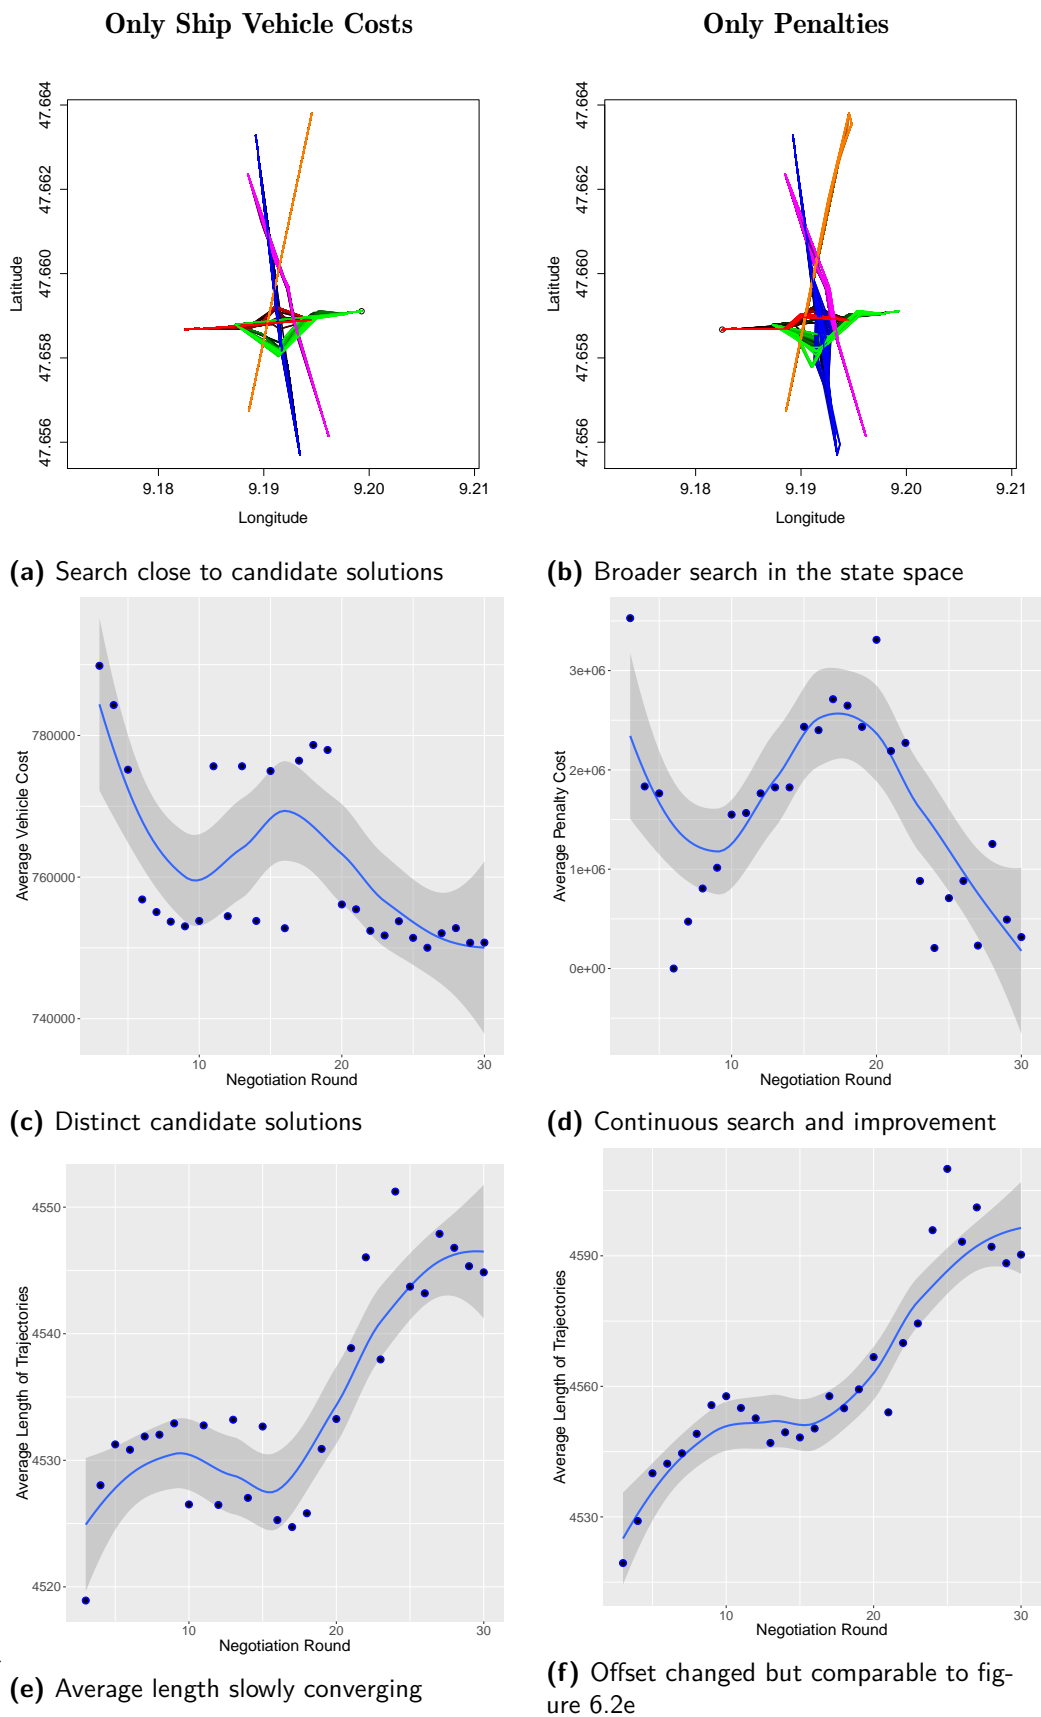 Only Ship Vehicle Costs
Only Penalties
47.664
47.662
47.660
47.658
47.656
Latitude
9.18
9.19
9.20
9.21
Longitude
47.664
47.662
47.660
47.658
47.656
Latitude
9.18
9.19
9.20
9.21
Longitude
(a) Search close to candidate solutions
(b) Broader search in the state space
780000
760000
740000
Average Vehicle Cost
10
20
30
Negotiation Round
3e+06
2e+06
1e+06
0e+00
Average Penalty Cost
10
20
30
Negotiation Round
(c) Distinct candidate solutions
(d) Continuous search and improvement
4550
4540
4530
4520
Average Length of Trajectories
10
20
30
Negotiation Round
4590
4560
4530
Average Length of Trajectories
10
20
30
Negotiation Round
(e) Average length slowly converging
(f) Offset changed but comparable to fig-
ure 6.2e